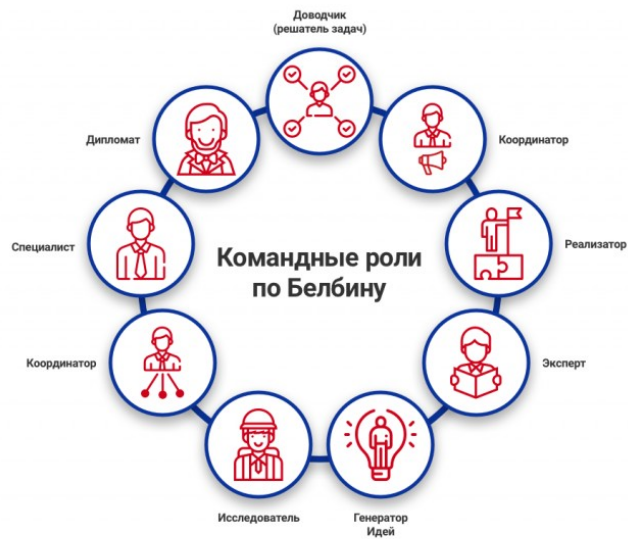 Доводчик
(решатель задач)
Дипломат
Координатор
Специалист
Реализатор
Командные роли
по Белбину
Координатор
Эксперт
Исследователь
Генератор
Идей